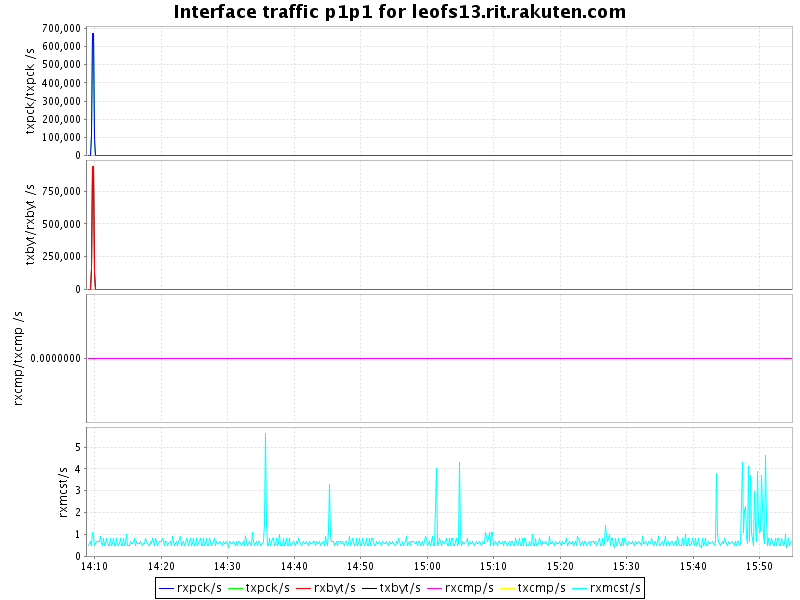 Interface traffic p1p1 for leofs13.rit.rakuten.com
txpck/txpck /s
700,000
600,000
500,000
400,000
300,000
200,000
100,000
0
txbyt/rxbyt /s
750,000
500,000
250,000
0
rxcmp/txcmp /s
0.0000000
rxmcst/s
5
4
3
2
1
0
14:10 14:20 14:30 14:40 14:50 15:00 15:10 15:20 15:30 15:40 15:50
rxpck/s txpck/s rxbyt/s txbyt/s rxcmp/s txcmp/s rxmcst/s